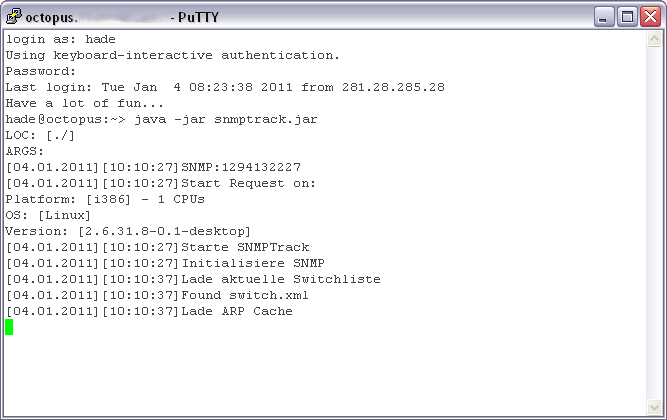 octopus. - PuTTY
login as: hade
Using keyboard-interactive authentication.
Password:
Last login: Tue Jan  4 08:23:38 2011 from 281.28.285.28
Have a lot of fun...
hade@octopus:~> java -jar snmptrack.jar
LOC: [./]
ARGS:
[04.01.2011][10:10:27]SNMP:1294132227
[04.01.2011][10:10:27]Start Request on:
Platform: [i386] - 1 CPUs
OS: [Linux]
Version: [2.6.31.8-0.1-desktop]
[04.01.2011][10:10:27]Starte SNMPTrack
[04.01.2011][10:10:27]Initialisiere SNMP
[04.01.2011][10:10:37]Lade aktuelle Switchliste
[04.01.2011][10:10:37]Found switch.xml
[04.01.2011][10:10:37]Lade ARP Cache